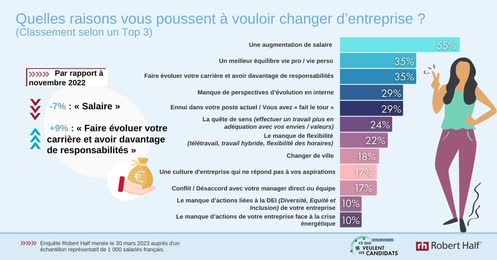 Quelles raisons vous poussent à vouloir changer d'entreprise ?
(Classement selon un Top 3)
Par rapport à
novembre 2022
-7% : « Salaire »
+9% : « Faire évoluer votre
carrière et avoir davantage
de responsabilités »
Une augmentation de salaire 55%
Un meilleur équilibre vie pro / vie perso 35%
Faire évoluer votre carrière et avoir davantage de responsabilités 35%
Manque de perspectives d'évolution en interne 29%
Ennui dans votre poste actuel / Vous avez « fait le tour » 29%
La quête de sens (effectuer un travail plus en
adéquation avec vos envies / valeurs) 24%
Le manque de flexibilité
(télétravail, travail hybride, flexibilité des horaires) 22%
Changer de ville 18%
Une culture d'entreprise qui ne répond pas à vos aspirations 17%
Conflit / Désaccord avec votre manager direct ou équipe 17%
Le manque d'actions liées à la DEI (Diversité, Equité et
Inclusion) de votre entreprise 10%
Le manque d'actions de votre entreprise face à la crise
énergétique 10%
Enquête Robert Half menée le 30 mars 2023 auprès d'un
échantillon représentatif de 1 000 salariés français.
CE QUE
VEULENT
LES CANDIDATS
rh Robert Half